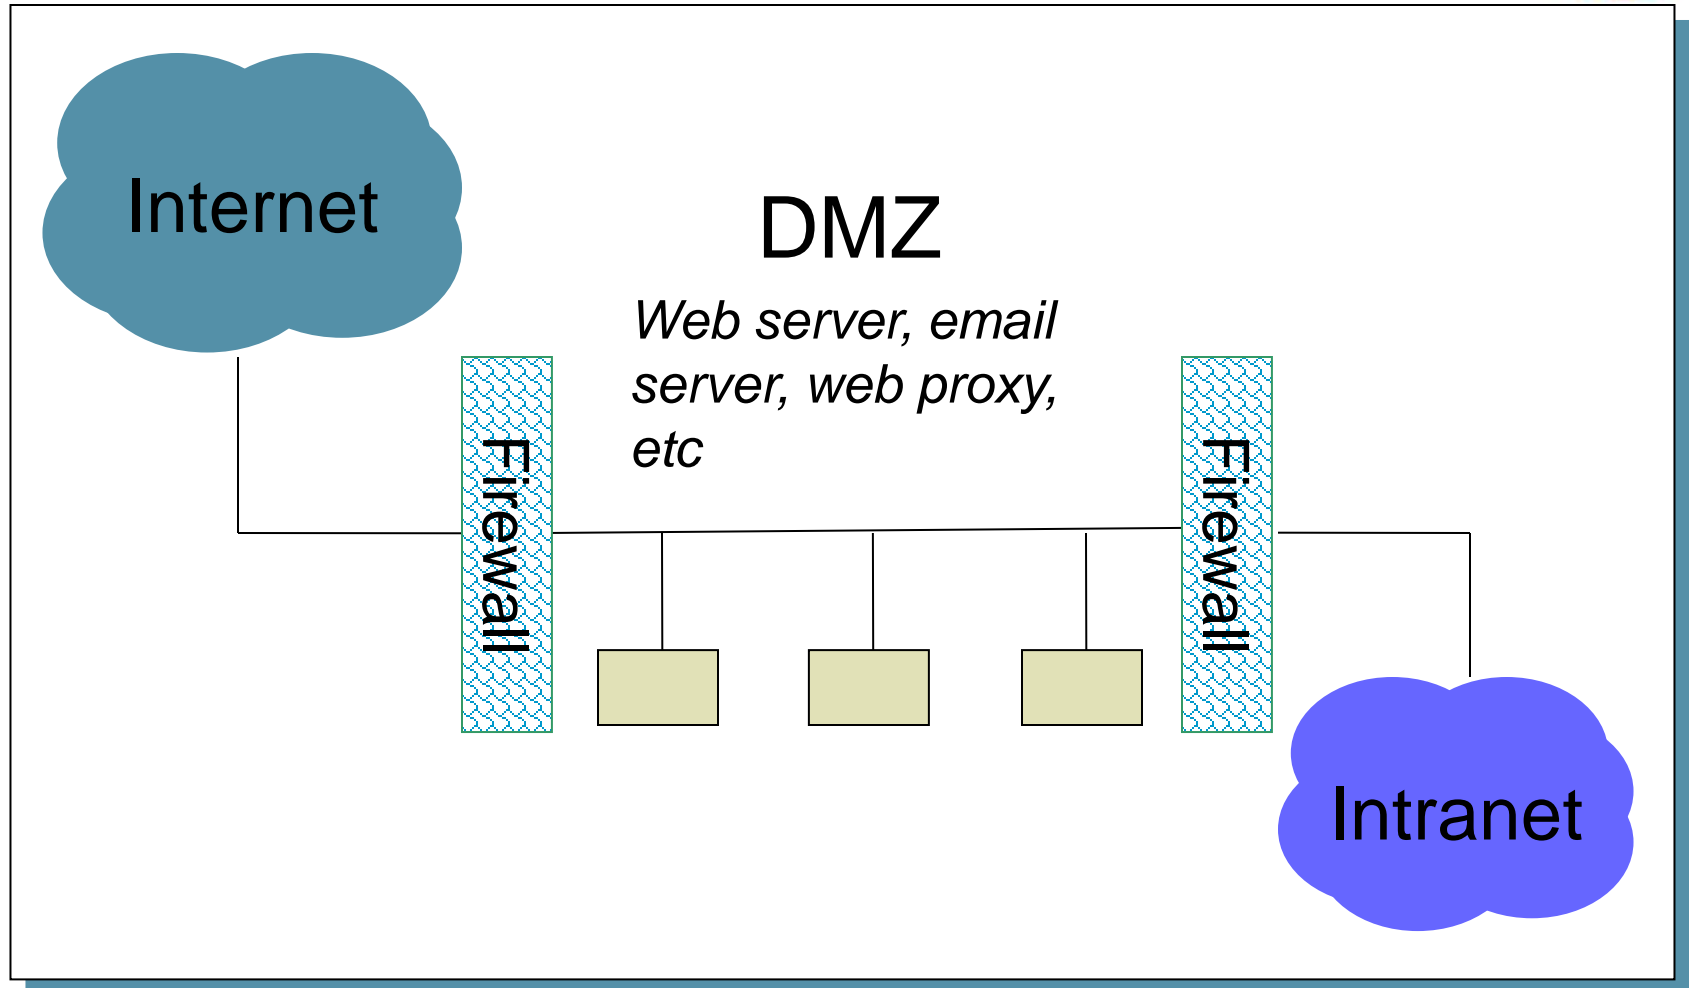 Internet
DMZ
Web server, email
server, web proxy,
etc
Firewall
Firewall
Intranet